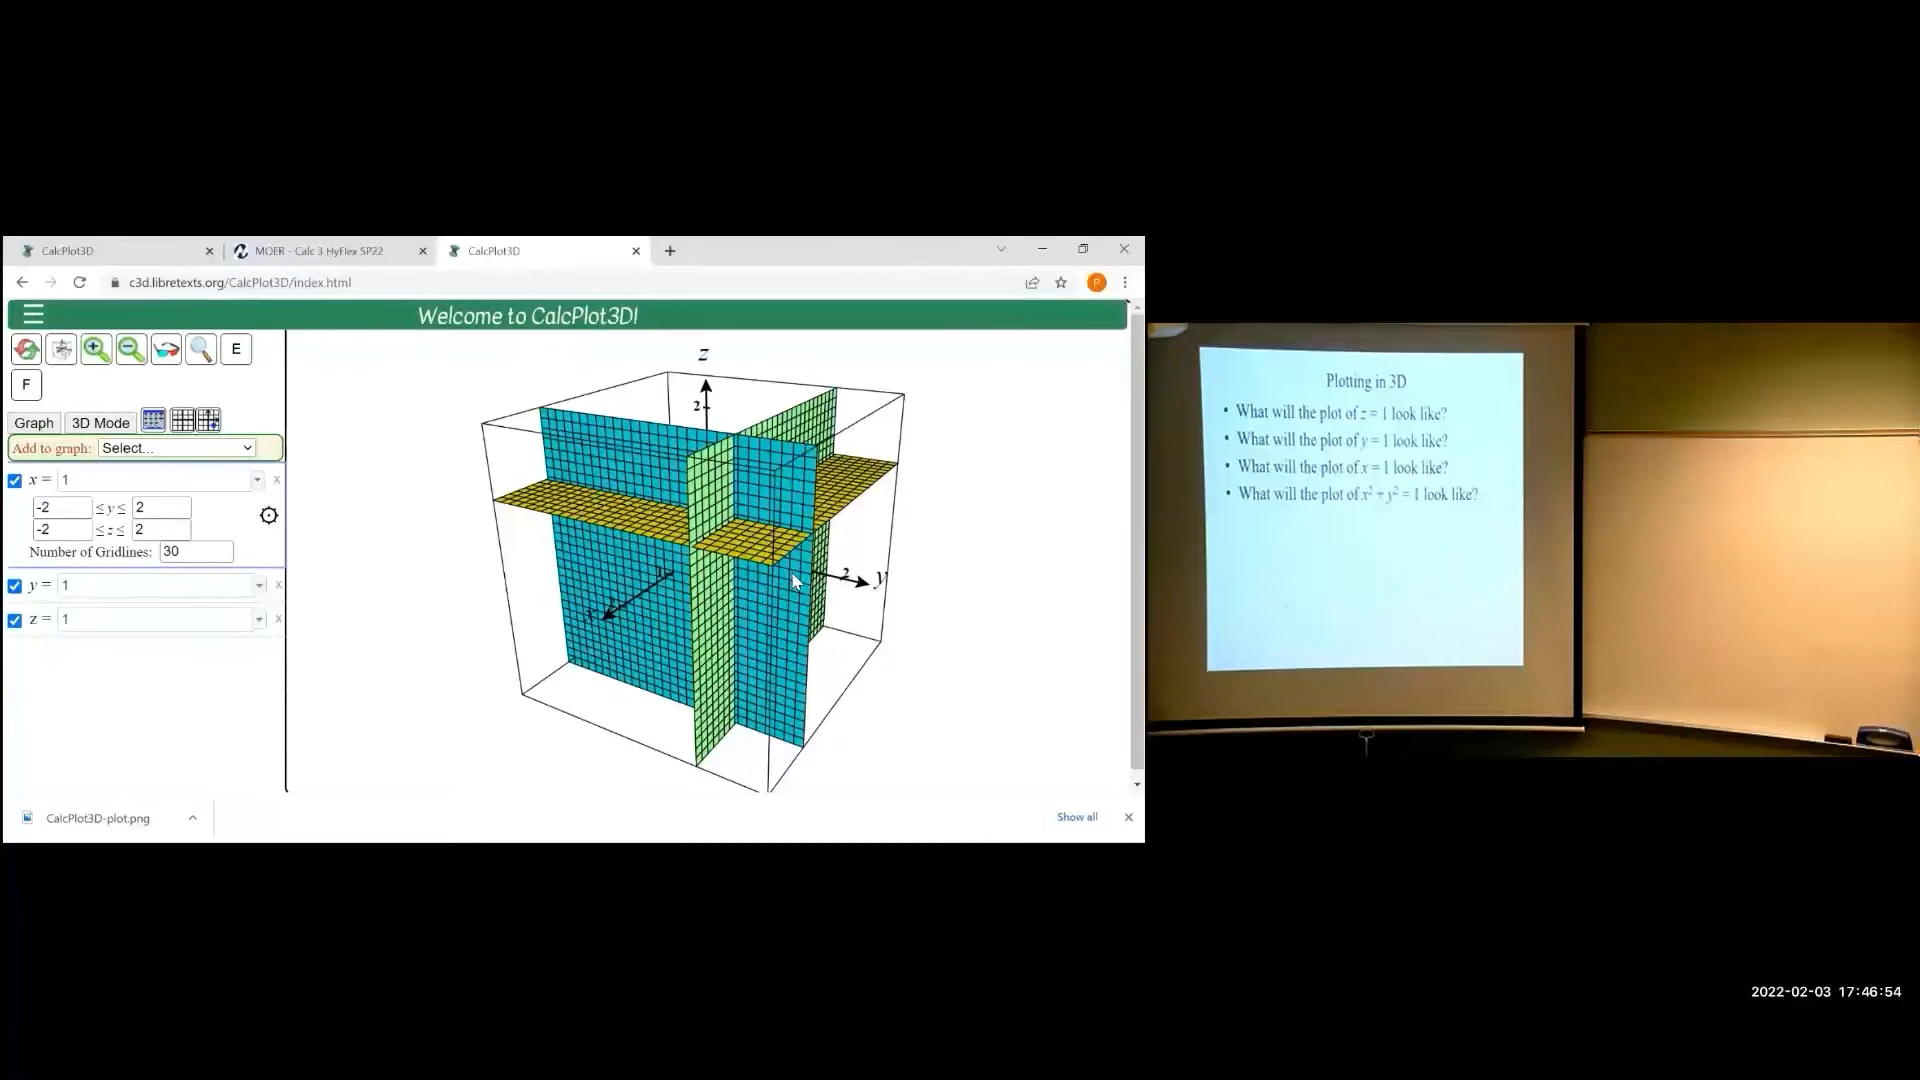 CalcPlot3D
MOER - Calc 3 HyFlex SP22
CalcPlot3D
c3d.libretexts.org/CalcPlot3D/index.html
P
Welcome to CalcPlot3D!
E
F
Graph
3D Mode
Add to graph: Select...
x = 1
-2 ≤ y ≤ 2
-2 ≤ z ≤ 2
Number of Gridlines: 30
y = 1
z = 1
z
2
1
2
x
2
y
CalcPlot3D-plot.png
Show all
Plotting in 3D
• What will the plot of z = 1 look like?
• What will the plot of y = 1 look like?
• What will the plot of x = 1 look like?
• What will the plot of x² + y² = 1 look like?
2022-02-03 17:46:54